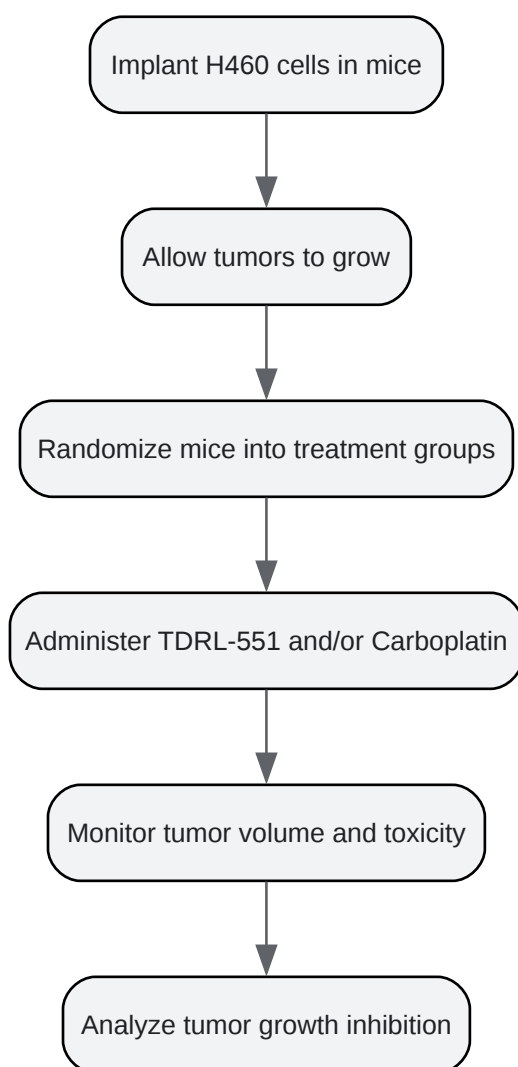 Implant H460 cells in mice
Allow tumors to grow
Randomize mice into treatment groups
Administer TDRL-551 and/or Carboplatin
Monitor tumor volume and toxicity
Analyze tumor growth inhibition